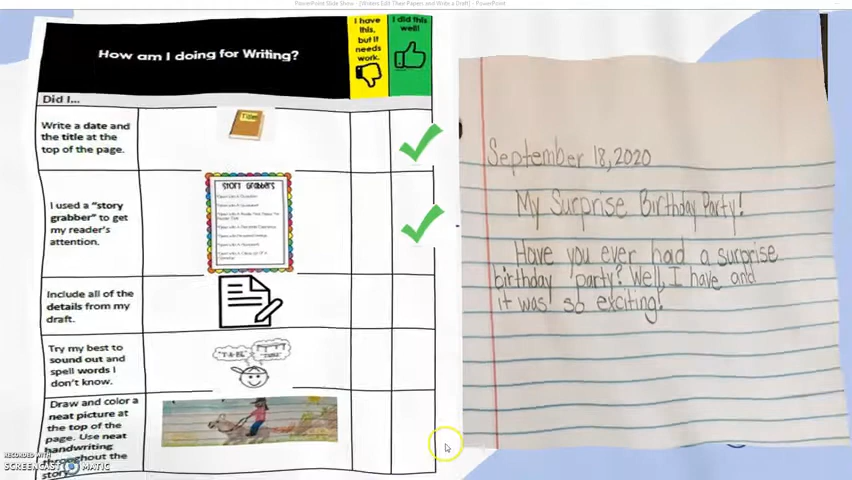 PowerPoint Slide Show - [Writers Edit Their Papers and Write a Draft] - PowerPoint
How am I doing for Writing?
I have
this,
but it
needs
work.
I did this
well!
Did I...
Write a date and
the title at the
top of the page.
Title
I used a "story
grabber" to get
my reader's
attention.
Story Grabbers
Include all of the
details from my
draft.
Try my best to
sound out and
spell words I
don't know.
Draw and color a
neat picture at
the top of the
page. Use neat
handwriting
throughout the
story.
September 18, 2020
My Surprise Birthday Party!
Have you ever had a surprise
birthday party? Well, I have and
it was so exciting!
RECORDED WITH
SCREENCAST MATIC